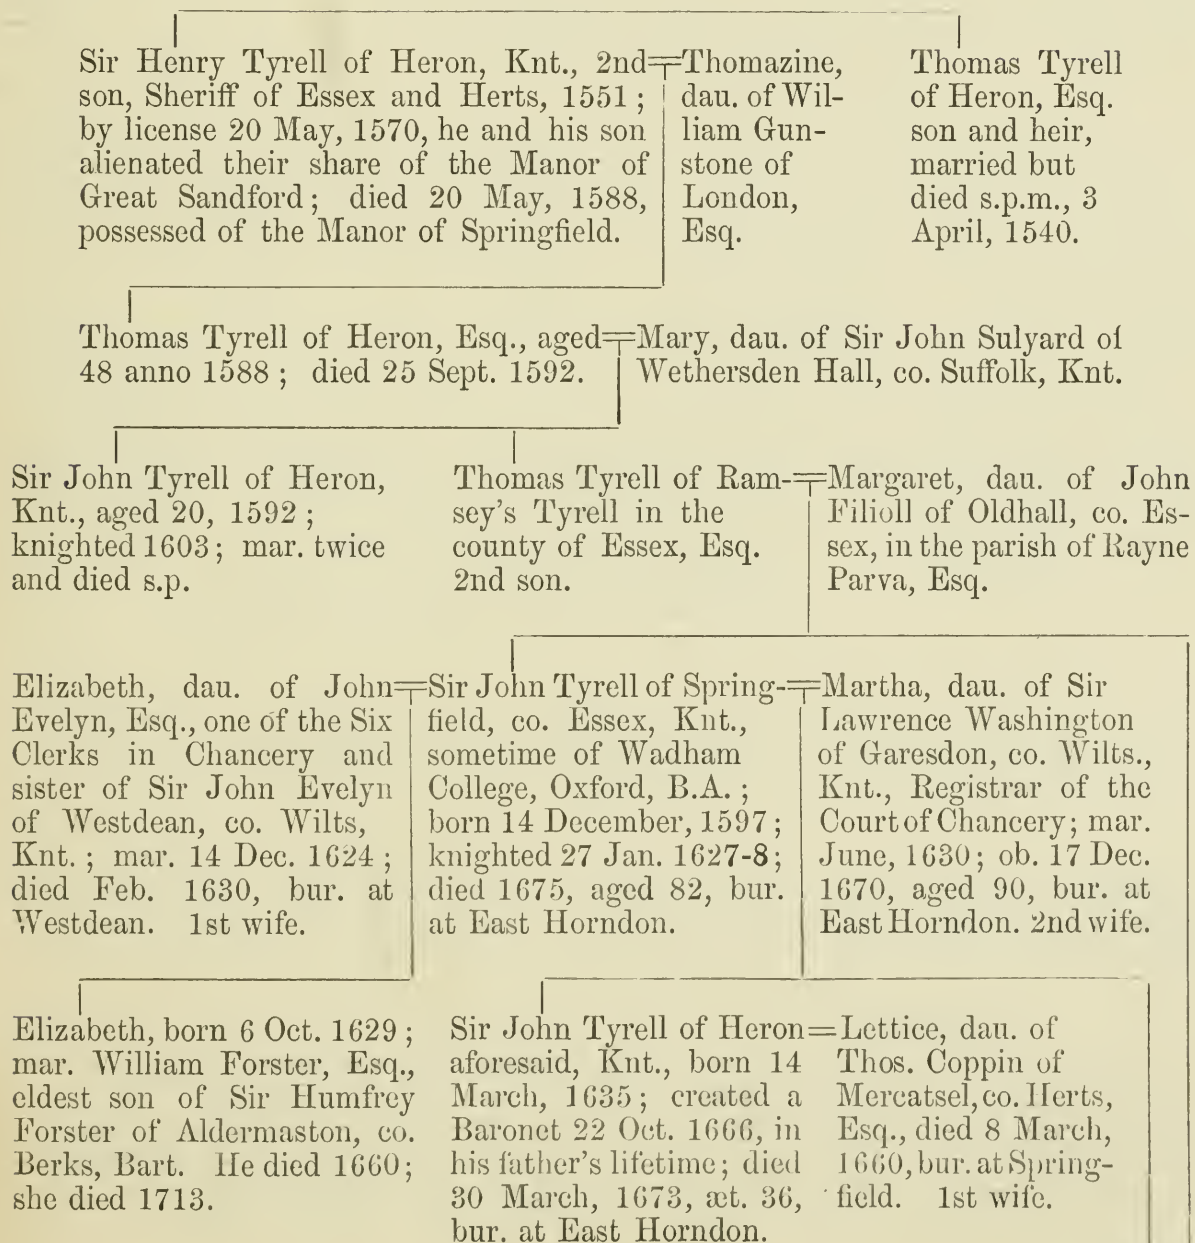 Sir Henry Tyrell of Heron, Knt., 2nd
son, Sheriff of Essex and Herts, 1551 ;
by license 20 May, 1570, he and his son
alienated their share of the Manor of
Great Sandford ; died 20 May, 1588,
possessed of the Manor of Springfield.
Thomazine,
dau. of Wil-
liam Gun-
stone of
London,
Esq.
Thomas Tyrell
of Heron, Esq.
son and heir,
married but
died s.p.m., 3
April, 1540.
Thomas Tyrell of Heron, Esq., aged
48 anno 1588 ; died 25 Sept. 1592.
Mary, dau. of Sir John Sulyard of
Wethersden Hall, co. Suffolk, Knt.
Sir John Tyrell of Heron,
Knt., aged 20, 1592 ;
knighted 1603 ; mar. twice
and died s.p.
Thomas Tyrell of Ram-
sey's Tyrell in the
county of Essex, Esq.
2nd son.
Margaret, dau. of John
Filioll of Oldhall, co. Es-
sex, in the parish of Rayne
Parva, Esq.
Elizabeth, dau. of John
Evelyn, Esq., one of the Six
Clerks in Chancery and
sister of Sir John Evelyn
of Westdean, co. Wilts,
Knt. ; mar. 14 Dec. 1624 ;
died Feb. 1630, bur. at
Westdean. 1st wife.
Sir John Tyrell of Spring-
field, co. Essex, Knt.,
sometime of Wadham
College, Oxford, B.A. ;
born 14 December, 1597 ;
knighted 27 Jan. 1627-8 ;
died 1675, aged 82, bur.
at East Horndon.
Martha, dau. of Sir
Lawrence Washington
of Garesdon, co. Wilts.,
Knt., Registrar of the
Court of Chancery ; mar.
June, 1630 ; ob. 17 Dec.
1670, aged 90, bur. at
East Horndon. 2nd wife.
Elizabeth, born 6 Oct. 1629 ;
mar. William Forster, Esq.,
eldest son of Sir Humfrey
Forster of Aldermaston, co.
Berks, Bart. He died 1660 ;
she died 1713.
Sir John Tyrell of Heron
aforesaid, Knt., born 14
March, 1635 ; created a
Baronet 22 Oct. 1666, in
his father's lifetime ; died
30 March, 1673, æt. 36,
bur. at East Horndon.
Lettice, dau. of
Thos. Coppin of
Mercatsel, co. Herts,
Esq., died 8 March,
1660, bur. at Spring-
field. 1st wife.